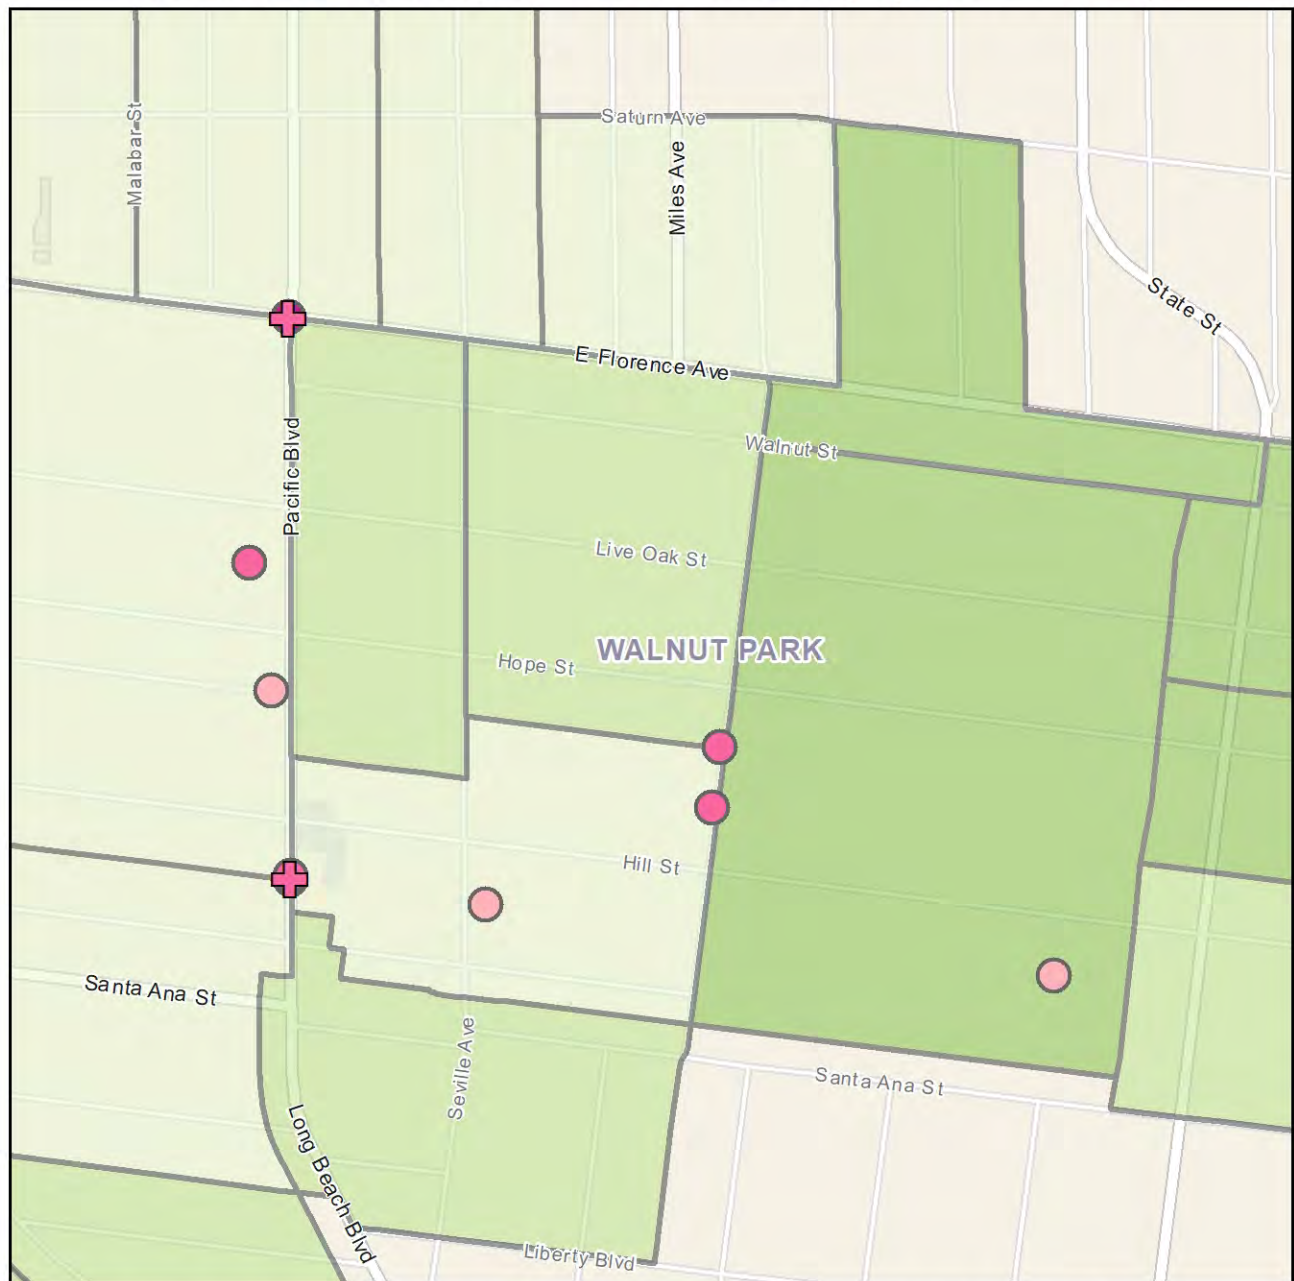 Saturn Ave
Malabar St
Miles Ave
State St
E Florence Ave
Walnut St
Pacific Blvd
Live Oak St
WALNUT PARK
Hope St
Hill St
Santa Ana St
Seville Ave
Santa Ana St
Long Beach Blvd
Liberty Blvd